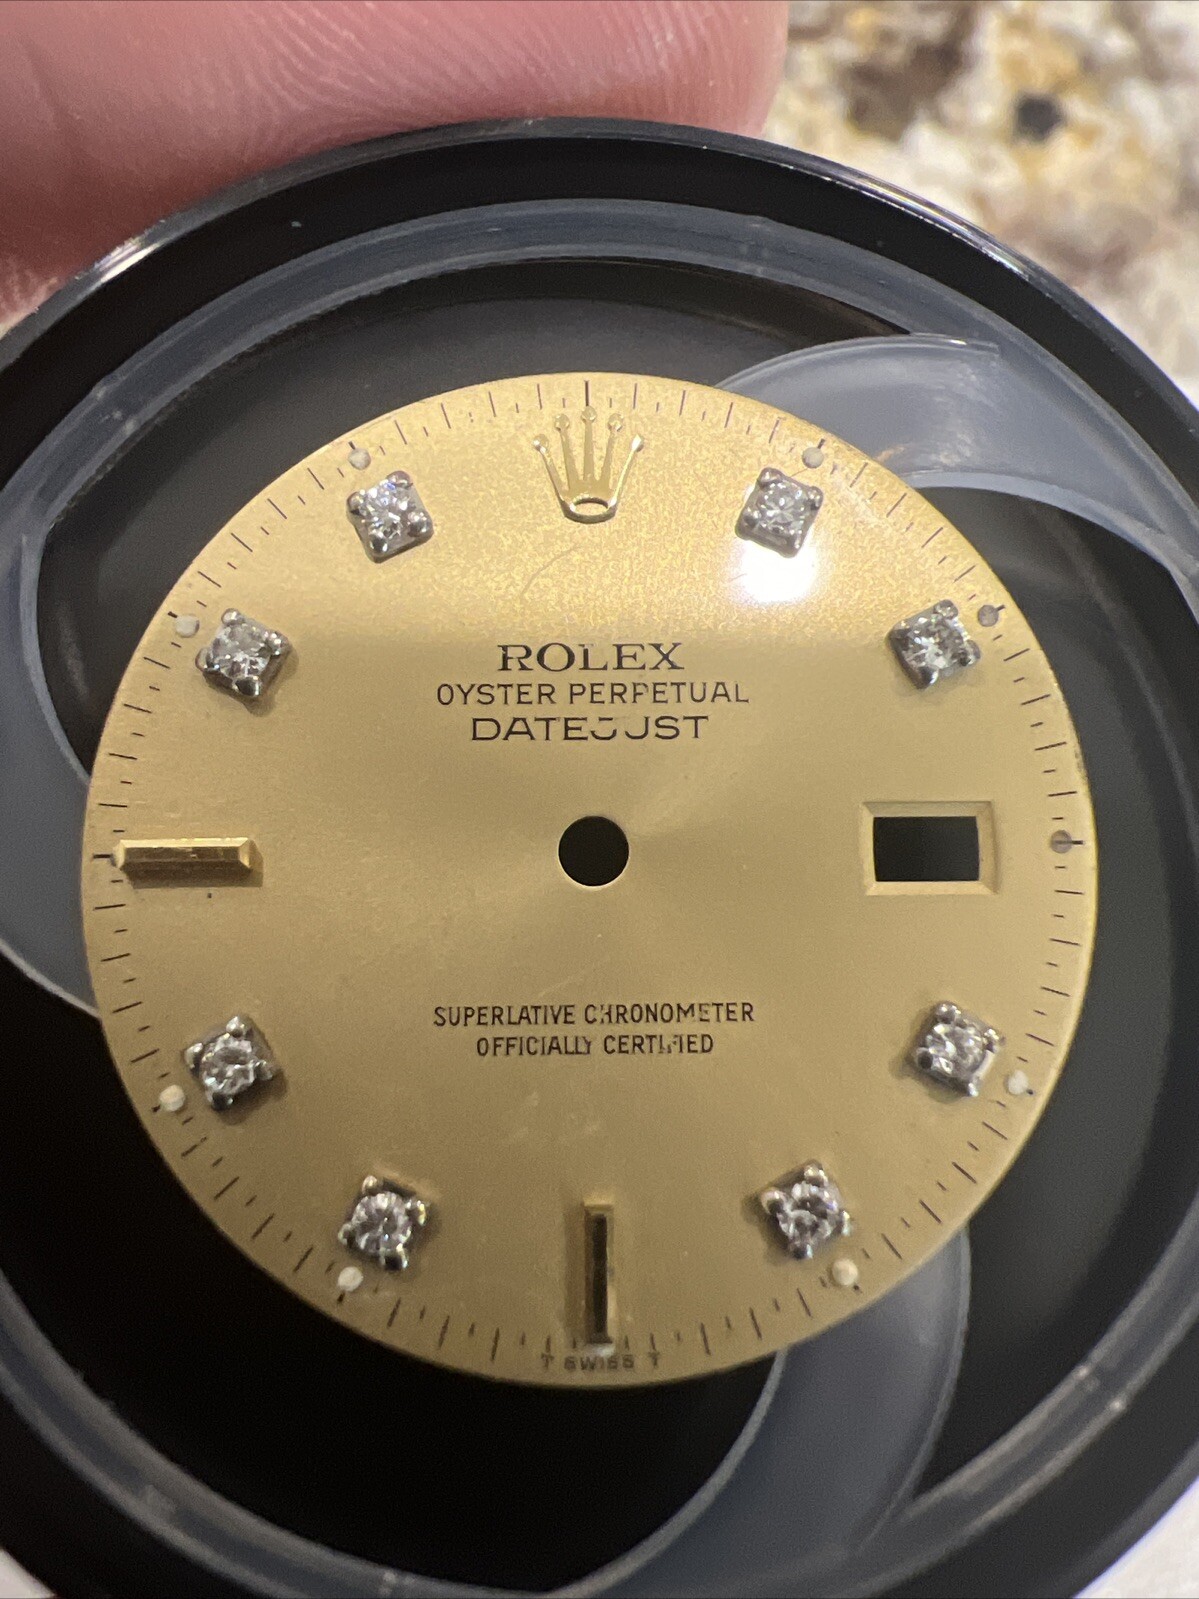 ROLEX
OYSTER PERPETUAL
DATEJUST
SUPERLATIVE CHRONOMETER
OFFICIALLY CERTIFIED
T SWISS T